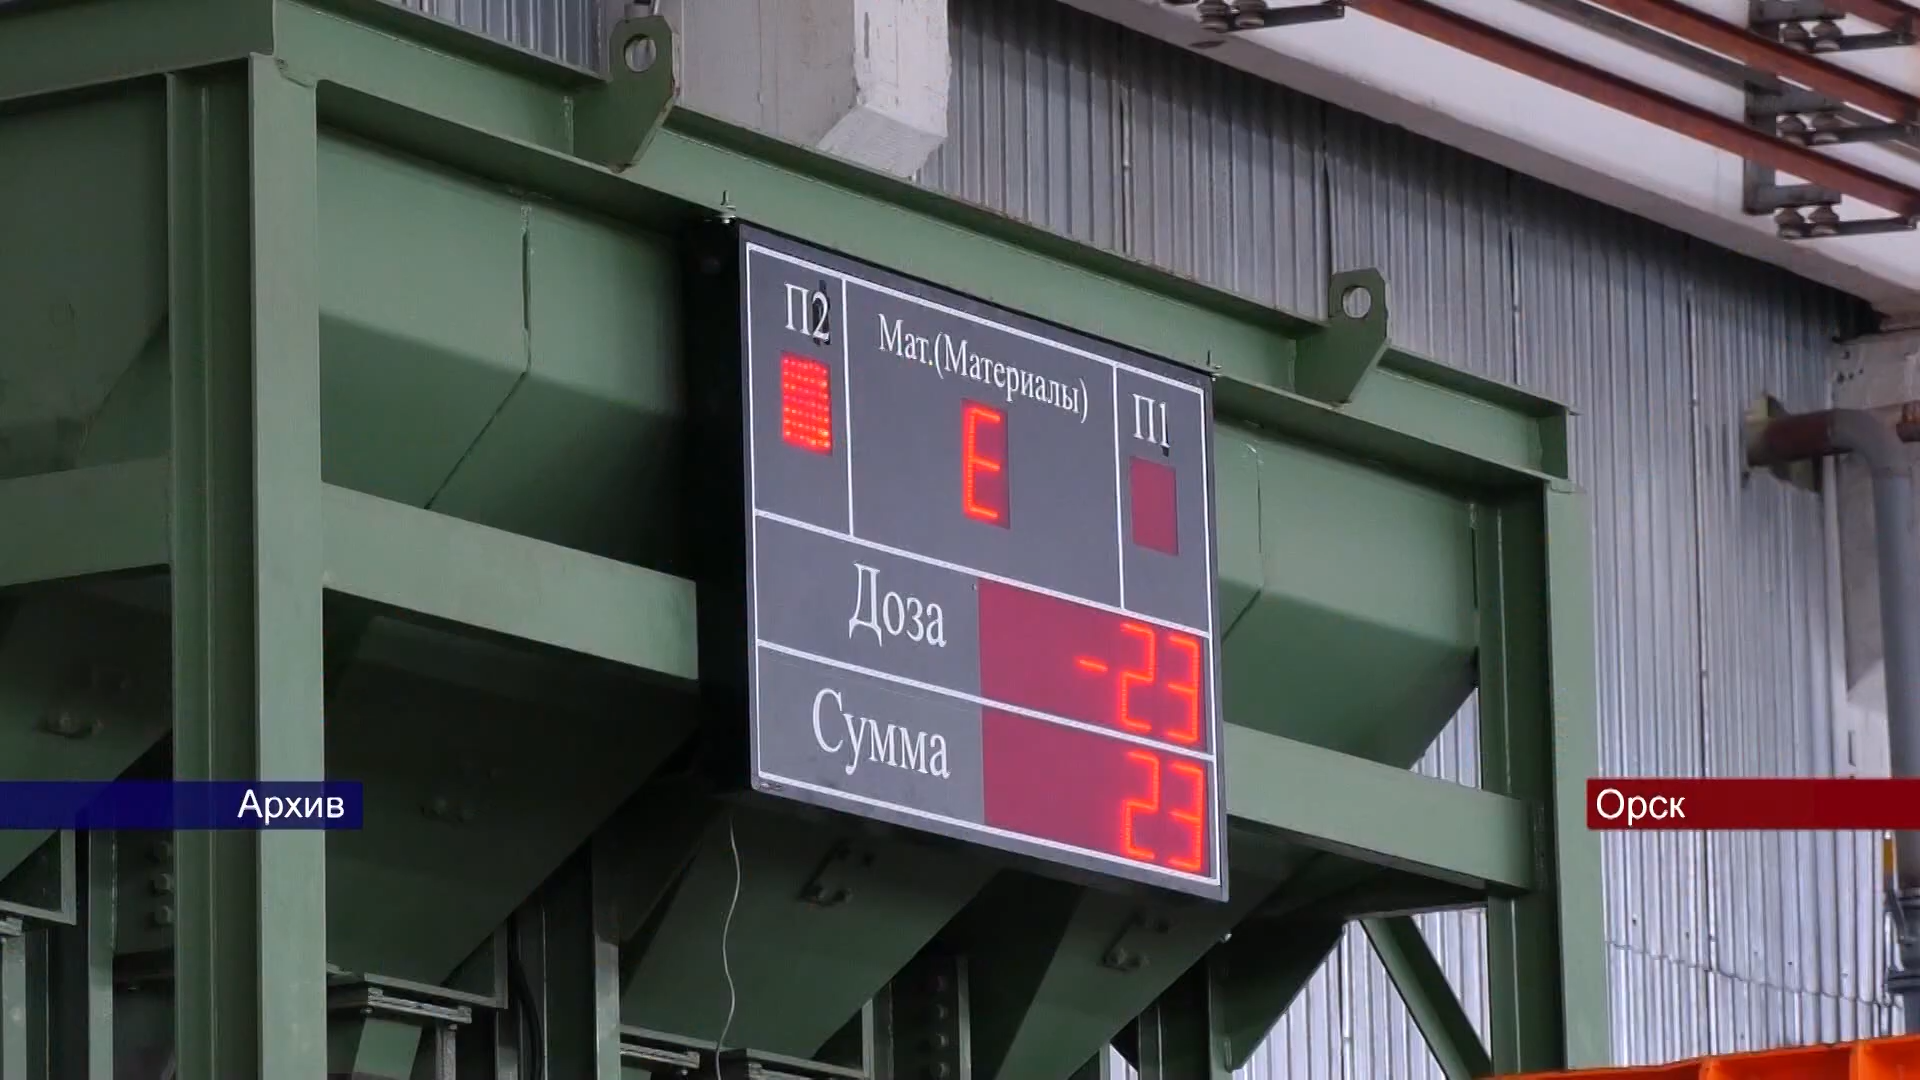 П2
Мат.(Материалы)
П1
E
Доза
-23
Сумма
23
Архив
Орск